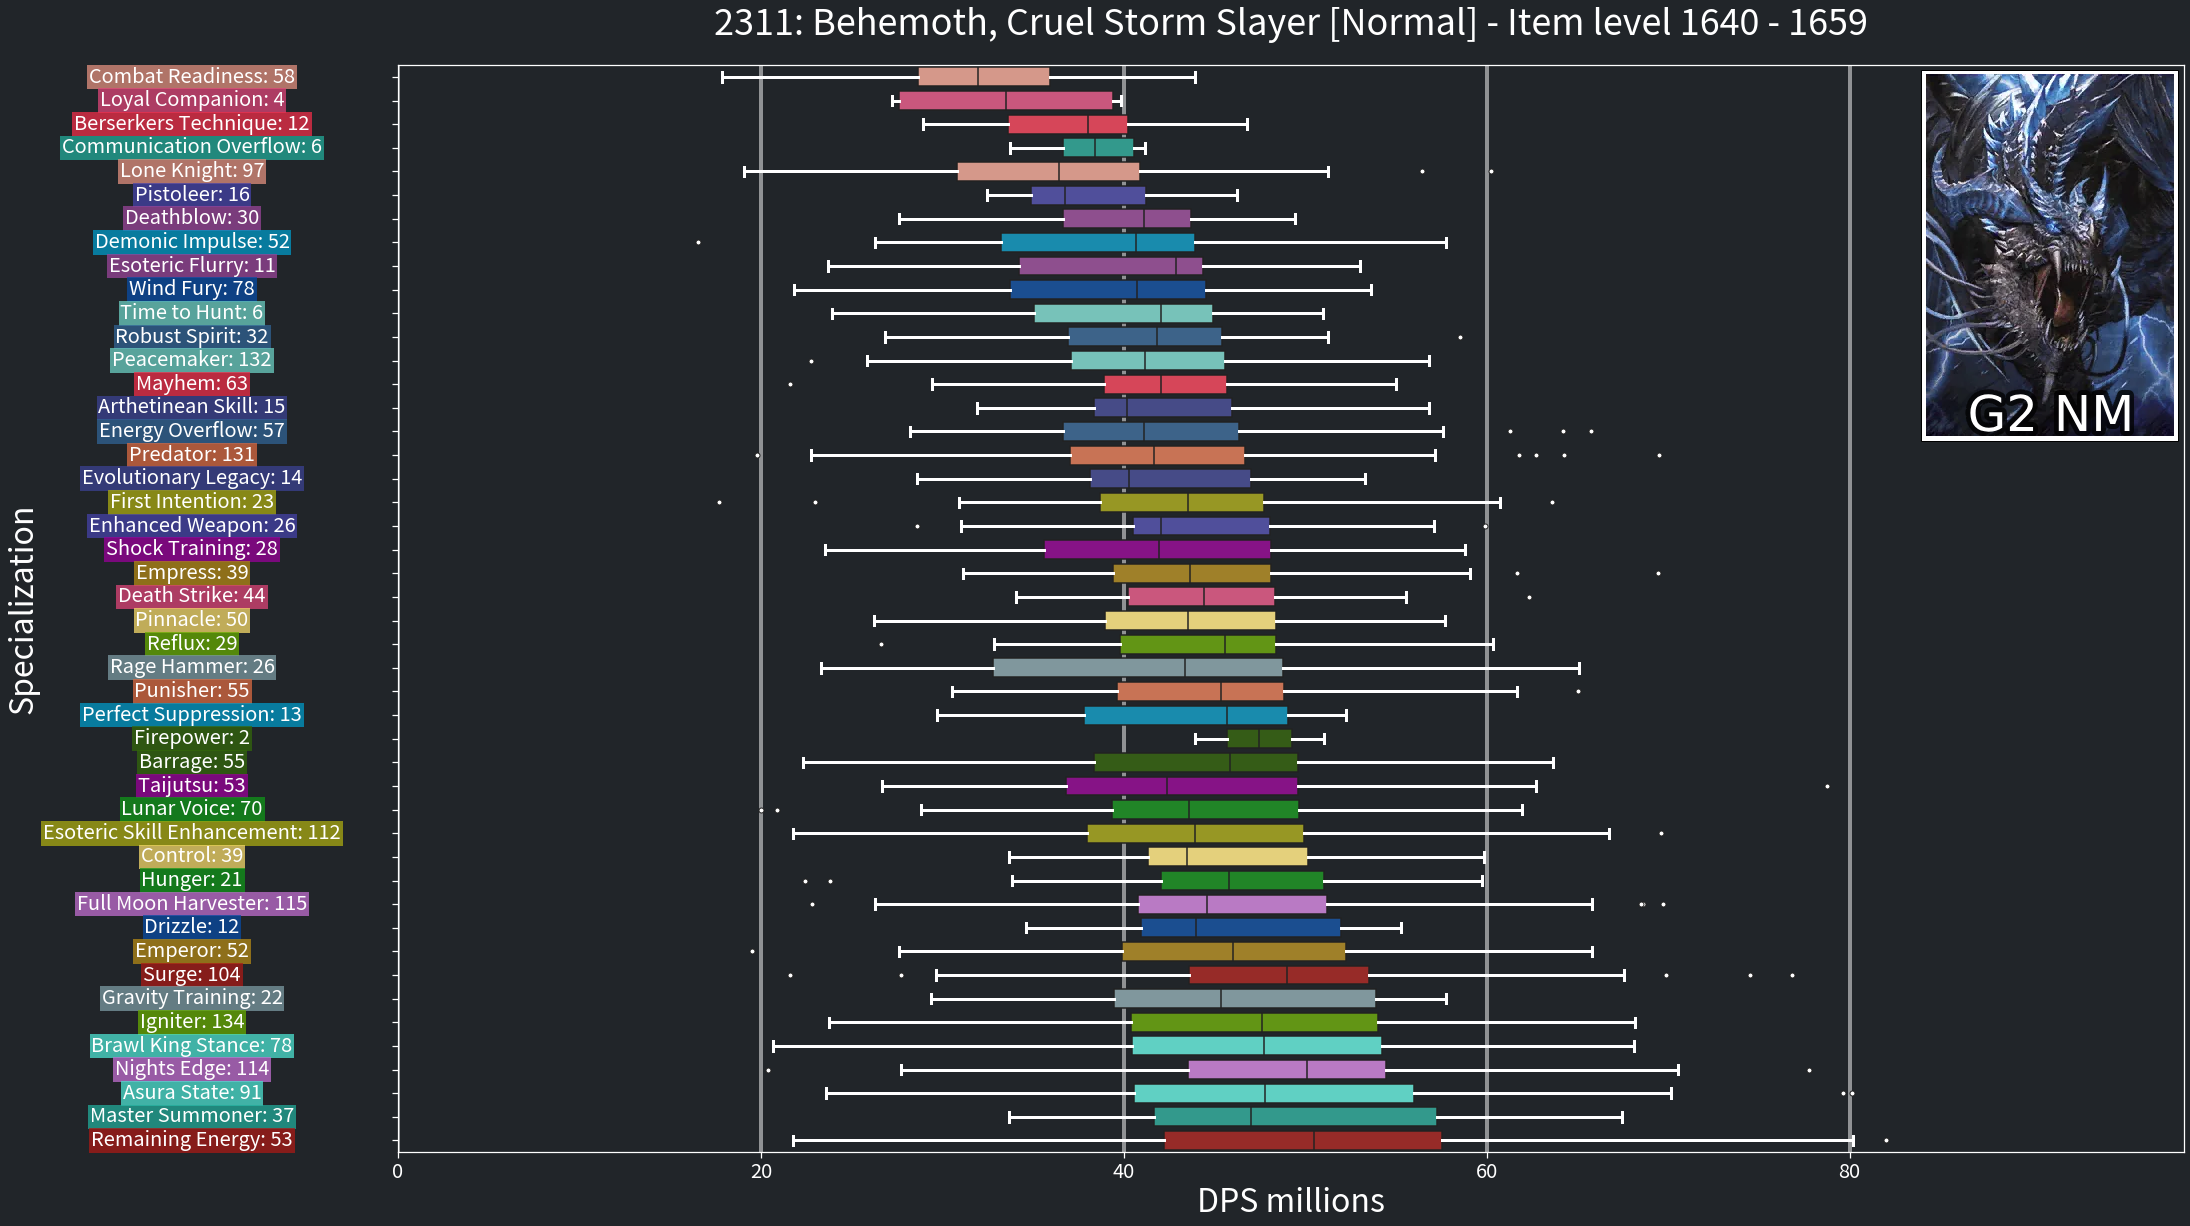 2311: Behemoth, Cruel Storm Slayer [Normal] - Item level 1640 - 1659
Combat Readiness: 58
Loyal Companion: 4
Berserkers Technique: 12
Communication Overflow: 6
Lone Knight: 97
Pistoleer: 16
Deathblow: 30
Demonic Impulse: 52
Esoteric Flurry: 11
Wind Fury: 78
Time to Hunt: 6
Robust Spirit: 32
Peacemaker: 132
Mayhem: 63
Arthetinean Skill: 15
Energy Overflow: 57
Predator: 131
Evolutionary Legacy: 14
First Intention: 23
Enhanced Weapon: 26
Shock Training: 28
Empress: 39
Death Strike: 44
Pinnacle: 50
Reflux: 29
Rage Hammer: 26
Punisher: 55
Perfect Suppression: 13
Firepower: 2
Barrage: 55
Taijutsu: 53
Lunar Voice: 70
Esoteric Skill Enhancement: 112
Control: 39
Hunger: 21
Full Moon Harvester: 115
Drizzle: 12
Emperor: 52
Surge: 104
Gravity Training: 22
Igniter: 134
Brawl King Stance: 78
Nights Edge: 114
Asura State: 91
Master Summoner: 37
Remaining Energy: 53
Specialization
G2 NM
0 20 40 60 80
DPS millions